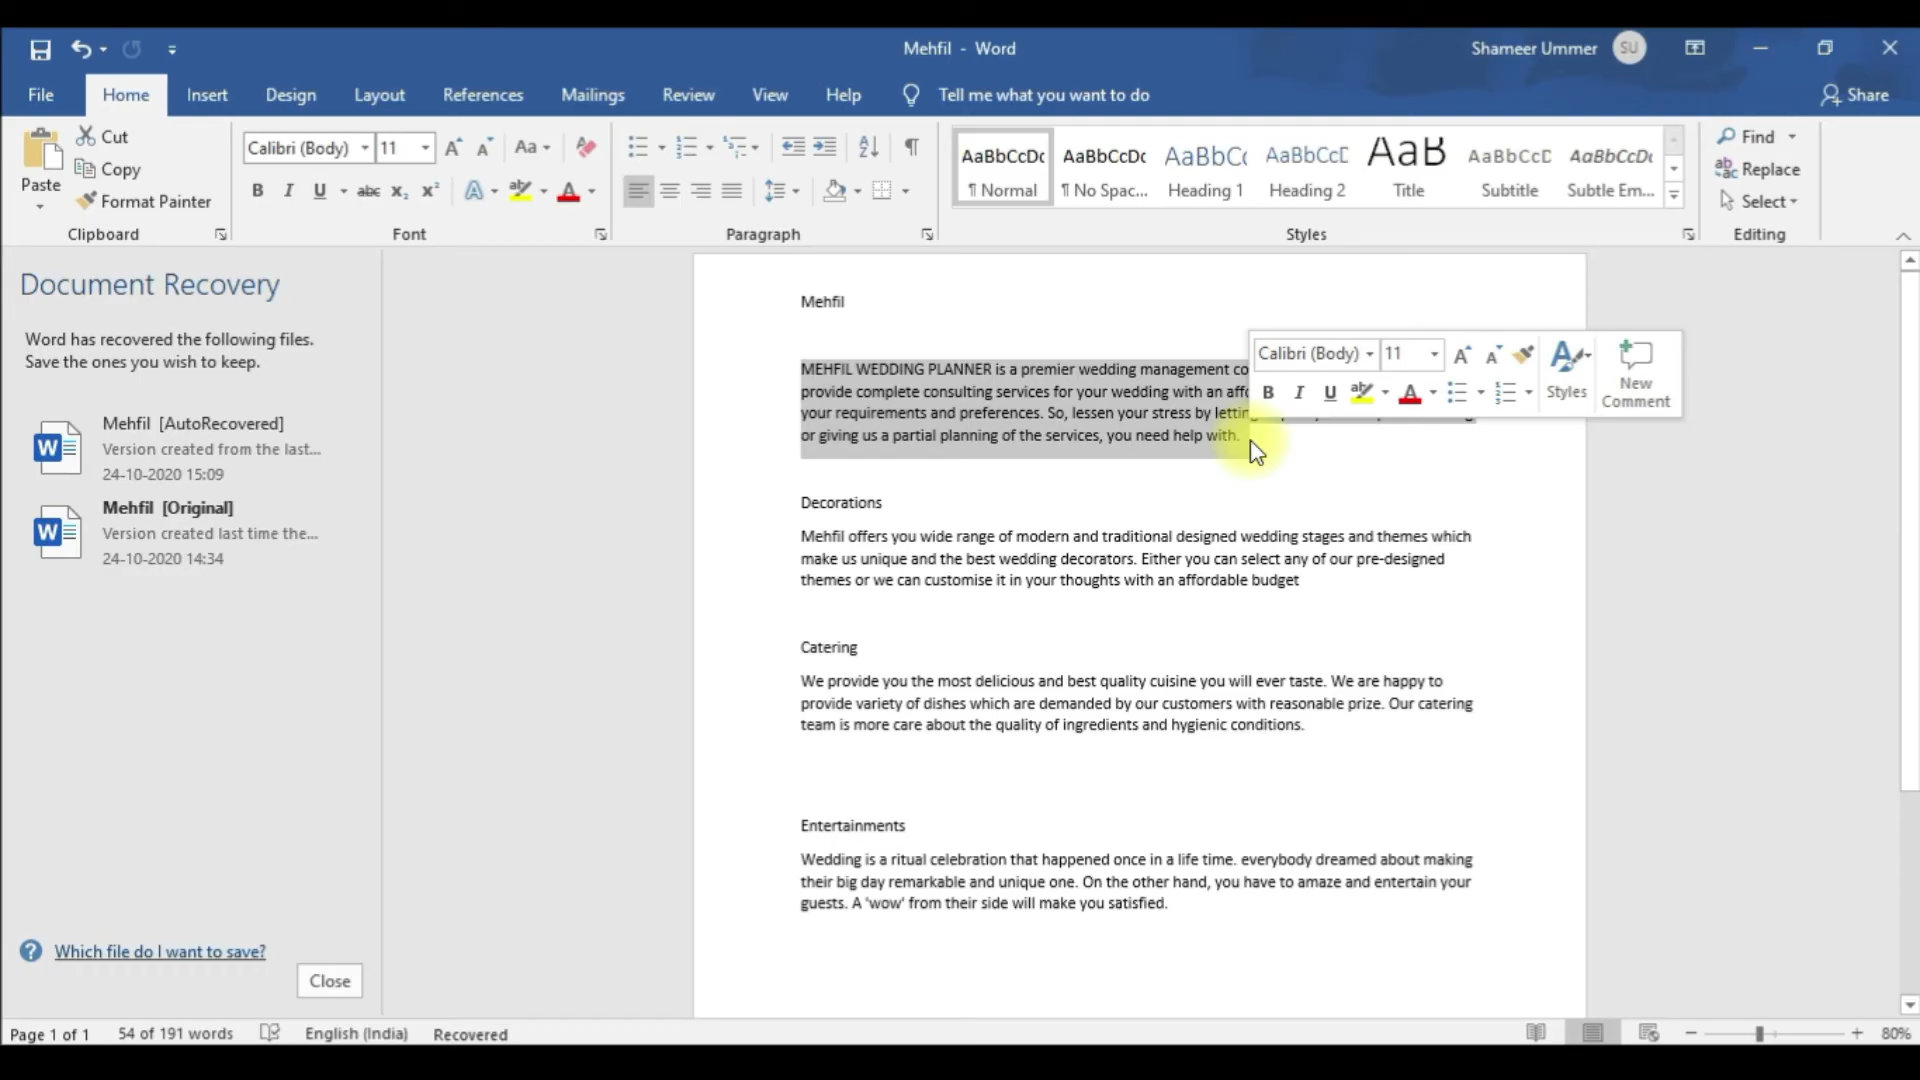 Mehfil - Word
Shameer Ummer
SU
File Home Insert Design Layout References Mailings Review View Help Tell me what you want to do
Share
Paste
Cut
Copy
Format Painter
Clipboard
Calibri (Body) 11
Font
Paragraph
AaBbCcDc AaBbCcDc AaBbCc AaBbCcD AaB AaBbCcD AaBbCcDc
¶ Normal ¶ No Spac... Heading 1 Heading 2 Title Subtitle Subtle Em...
Styles
Find
Replace
Select
Editing
Document Recovery
Word has recovered the following files.
Save the ones you wish to keep.
Mehfil [AutoRecovered]
Version created from the last...
24-10-2020 15:09
Mehfil [Original]
Version created last time the...
24-10-2020 14:34
Which file do I want to save?
Close
Mehfil
MEHFIL WEDDING PLANNER is a premier wedding management
provide complete consulting services for your wedding with an
your requirements and preferences. So, lessen your stress by
or giving us a partial planning of the services, you need help with.
Calibri (Body) 11
Styles
New
Comment
Decorations
Mehfil offers you wide range of modern and traditional designed wedding stages and themes which
make us unique and the best wedding decorators. Either you can select any of our pre-designed
themes or we can customise it in your thoughts with an affordable budget
Catering
We provide you the most delicious and best quality cuisine you will ever taste. We are happy to
provide variety of dishes which are demanded by our customers with reasonable prize. Our catering
team is more care about the quality of ingredients and hygienic conditions.
Entertainments
Wedding is a ritual celebration that happened once in a life time. everybody dreamed about making
their big day remarkable and unique one. On the other hand, you have to amaze and entertain your
guests. A 'wow' from their side will make you satisfied.
Page 1 of 1 54 of 191 words English (India) Recovered
80%